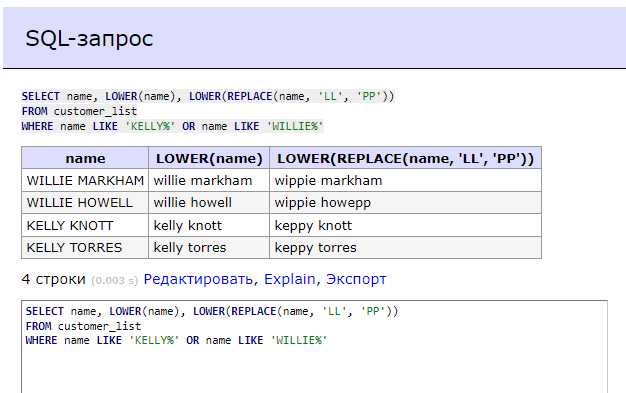 SQL-запрос
SELECT name, LOWER(name), LOWER(REPLACE(name, 'LL', 'PP'))
FROM customer_list
WHERE name LIKE 'KELLY%' OR name LIKE 'WILLIE%'
name LOWER(name) LOWER(REPLACE(name, 'LL', 'PP'))
WILLIE MARKHAM willie markham wippie markham
WILLIE HOWELL willie howell wippie howepp
KELLY KNOTT kelly knott keppy knott
KELLY TORRES kelly torres keppy torres
4 строки (0.003 s) Редактировать, Explain, Экспорт
SELECT name, LOWER(name), LOWER(REPLACE(name, 'LL', 'PP'))
FROM customer_list
WHERE name LIKE 'KELLY%' OR name LIKE 'WILLIE%'